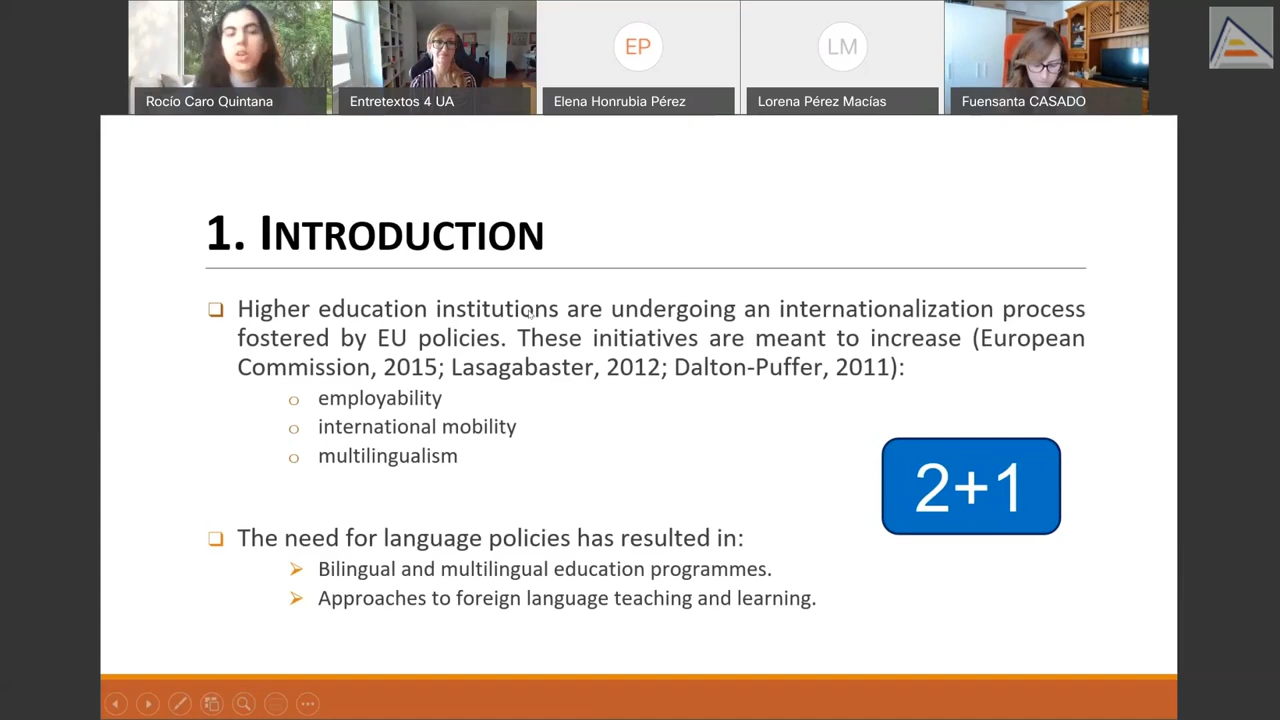 EP
LM
Rocío Caro Quintana
Entretextos 4 UA
Elena Honrubia Pérez
Lorena Pérez Macías
Fuensanta CASADO
1. INTRODUCTION
Higher education institutions are undergoing an internationalization process
fostered by EU policies. These initiatives are meant to increase (European
Commission, 2015; Lasagabaster, 2012; Dalton-Puffer, 2011):
employability
international mobility
multilingualism
2+1
The need for language policies has resulted in:
Bilingual and multilingual education programmes.
Approaches to foreign language teaching and learning.